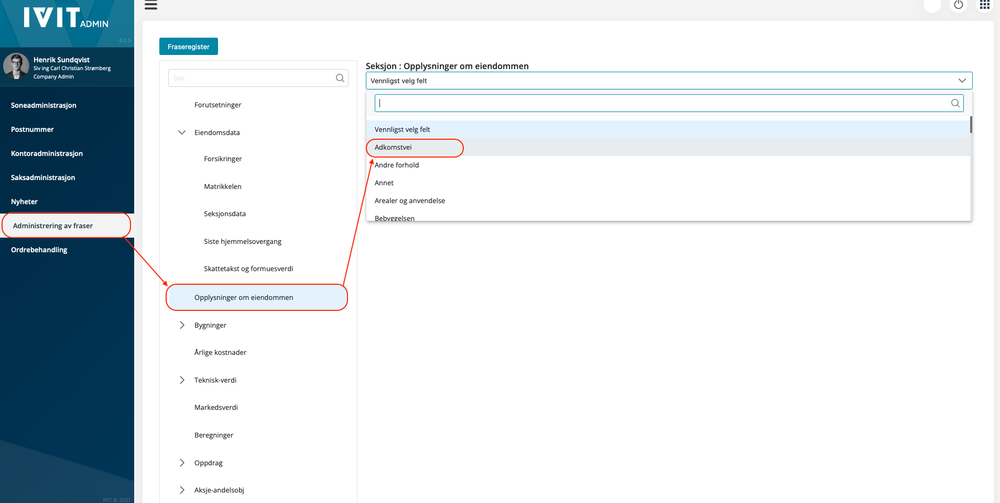 IVIT ADMIN
4.0.5
Henrik Sundqvist
Siv ing Carl Christian Strømberg
Company Admin
Soneadministrasjon
Postnummer
Kontoradministrasjon
Saksadministrasjon
Nyheter
Administrering av fraser
Ordrebehandling
IVIT © 2021
Fraseregister
Søk
Forutsetninger
Eiendomsdata
Forsikringer
Matrikkelen
Seksjonsdata
Siste hjemmelsovergang
Skattetakst og formuesverdi
Opplysninger om eiendommen
Bygninger
Årlige kostnader
Teknisk-verdi
Markedsverdi
Beregninger
Oppdrag
Aksje-andelsobj
Seksjon : Opplysninger om eiendommen
Vennligst velg felt
Vennligst velg felt
Adkomstvei
Andre forhold
Annet
Arealer og anvendelse
Bebyggelsen